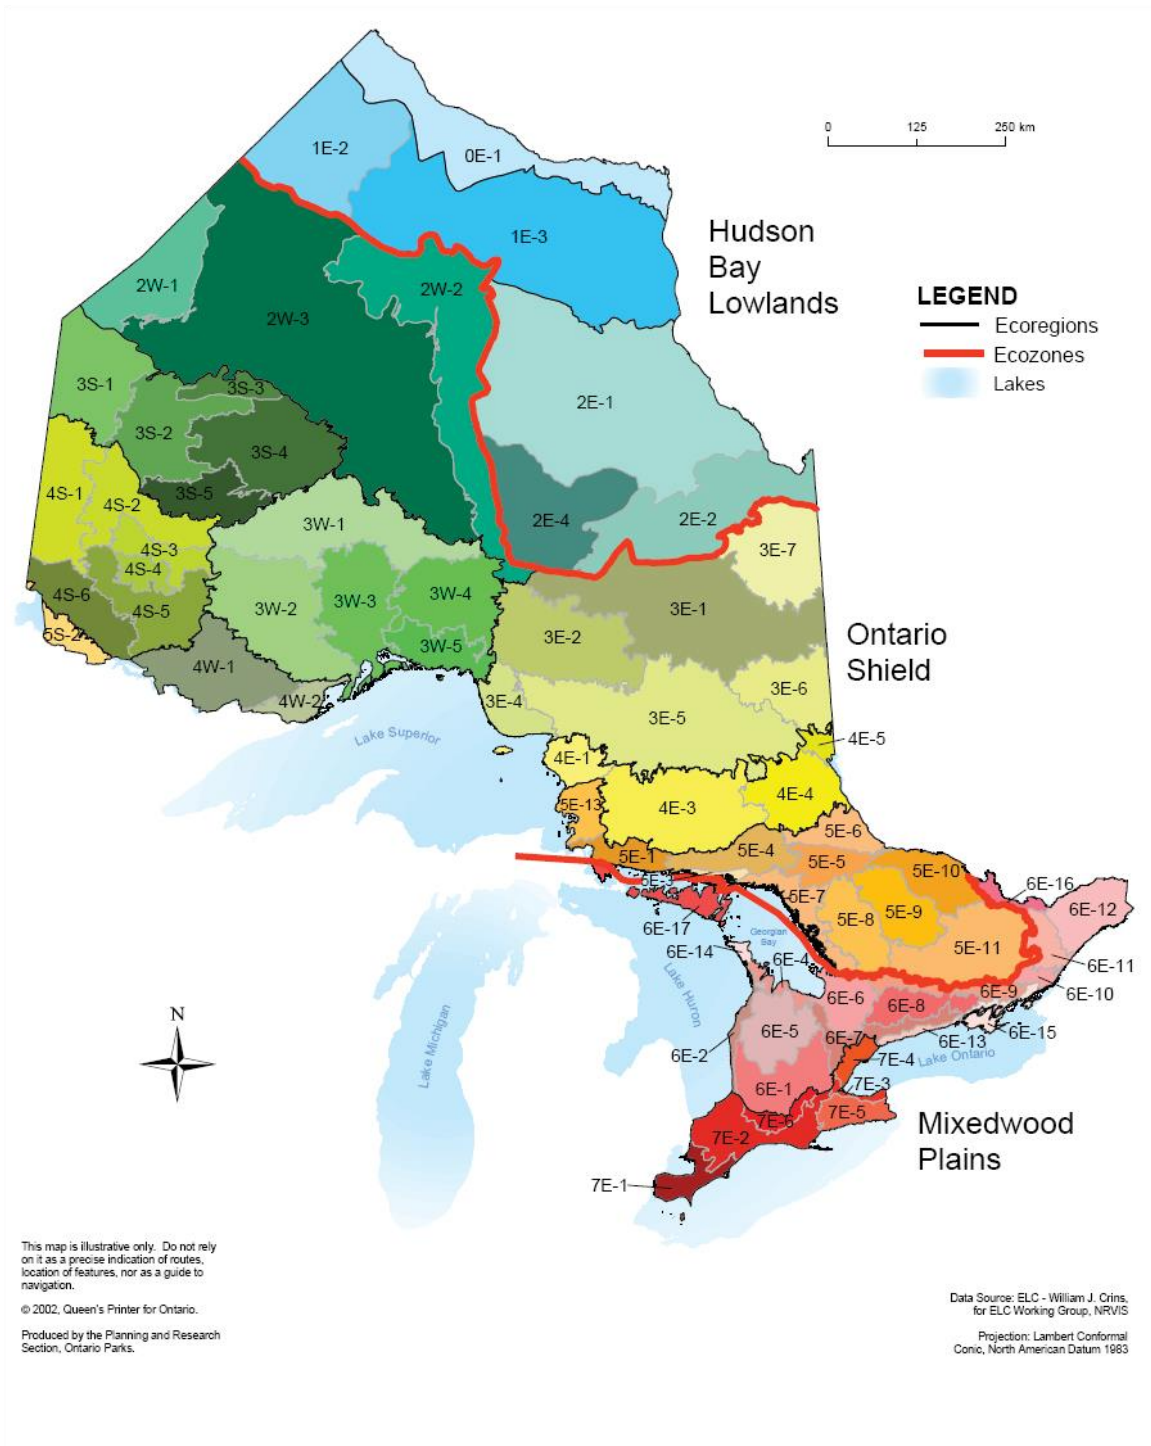 0 125 250 km
1E-2
0E-1
1E-3
Hudson
Bay
Lowlands
2W-1
2W-2
2W-3
LEGEND
Ecoregions
Ecozones
Lakes
3S-1
3S-3
2E-1
3S-2
3S-4
4S-1
3S-5
4S-2
3W-1
2E-4
2E-2
4S-3
3E-7
4S-4
4S-6
3W-4
3W-3
4S-5
3W-2
3E-1
5S-2
3E-2
3W-5
Ontario
Shield
4W-1
4W-2
3E-4
3E-6
3E-5
Lake Superior
4E-5
4E-1
4E-4
5E-13
4E-3
5E-6
5E-1
5E-4
5E-5
5E-10
5E-3
6E-16
5E-7
5E-8
5E-9
6E-12
6E-17
Georgian
Bay
5E-11
6E-14
6E-4
6E-11
Lake Huron
6E-9
6E-10
6E-6
6E-8
N
6E-5
6E-7
6E-13
6E-15
6E-2
7E-4
Lake Ontario
Lake Michigan
6E-1
7E-3
7E-5
7E-6
7E-2
Mixedwood
Plains
7E-1
This map is illustrative only. Do not rely
on it as a precise indication of routes,
location of features, nor as a guide to
navigation.
© 2002, Queen's Printer for Ontario.
Produced by the Planning and Research
Section, Ontario Parks.
Data Source: ELC - William J. Crins,
for ELC Working Group, NRVIS
Projection: Lambert Conformal
Conic, North American Datum 1983